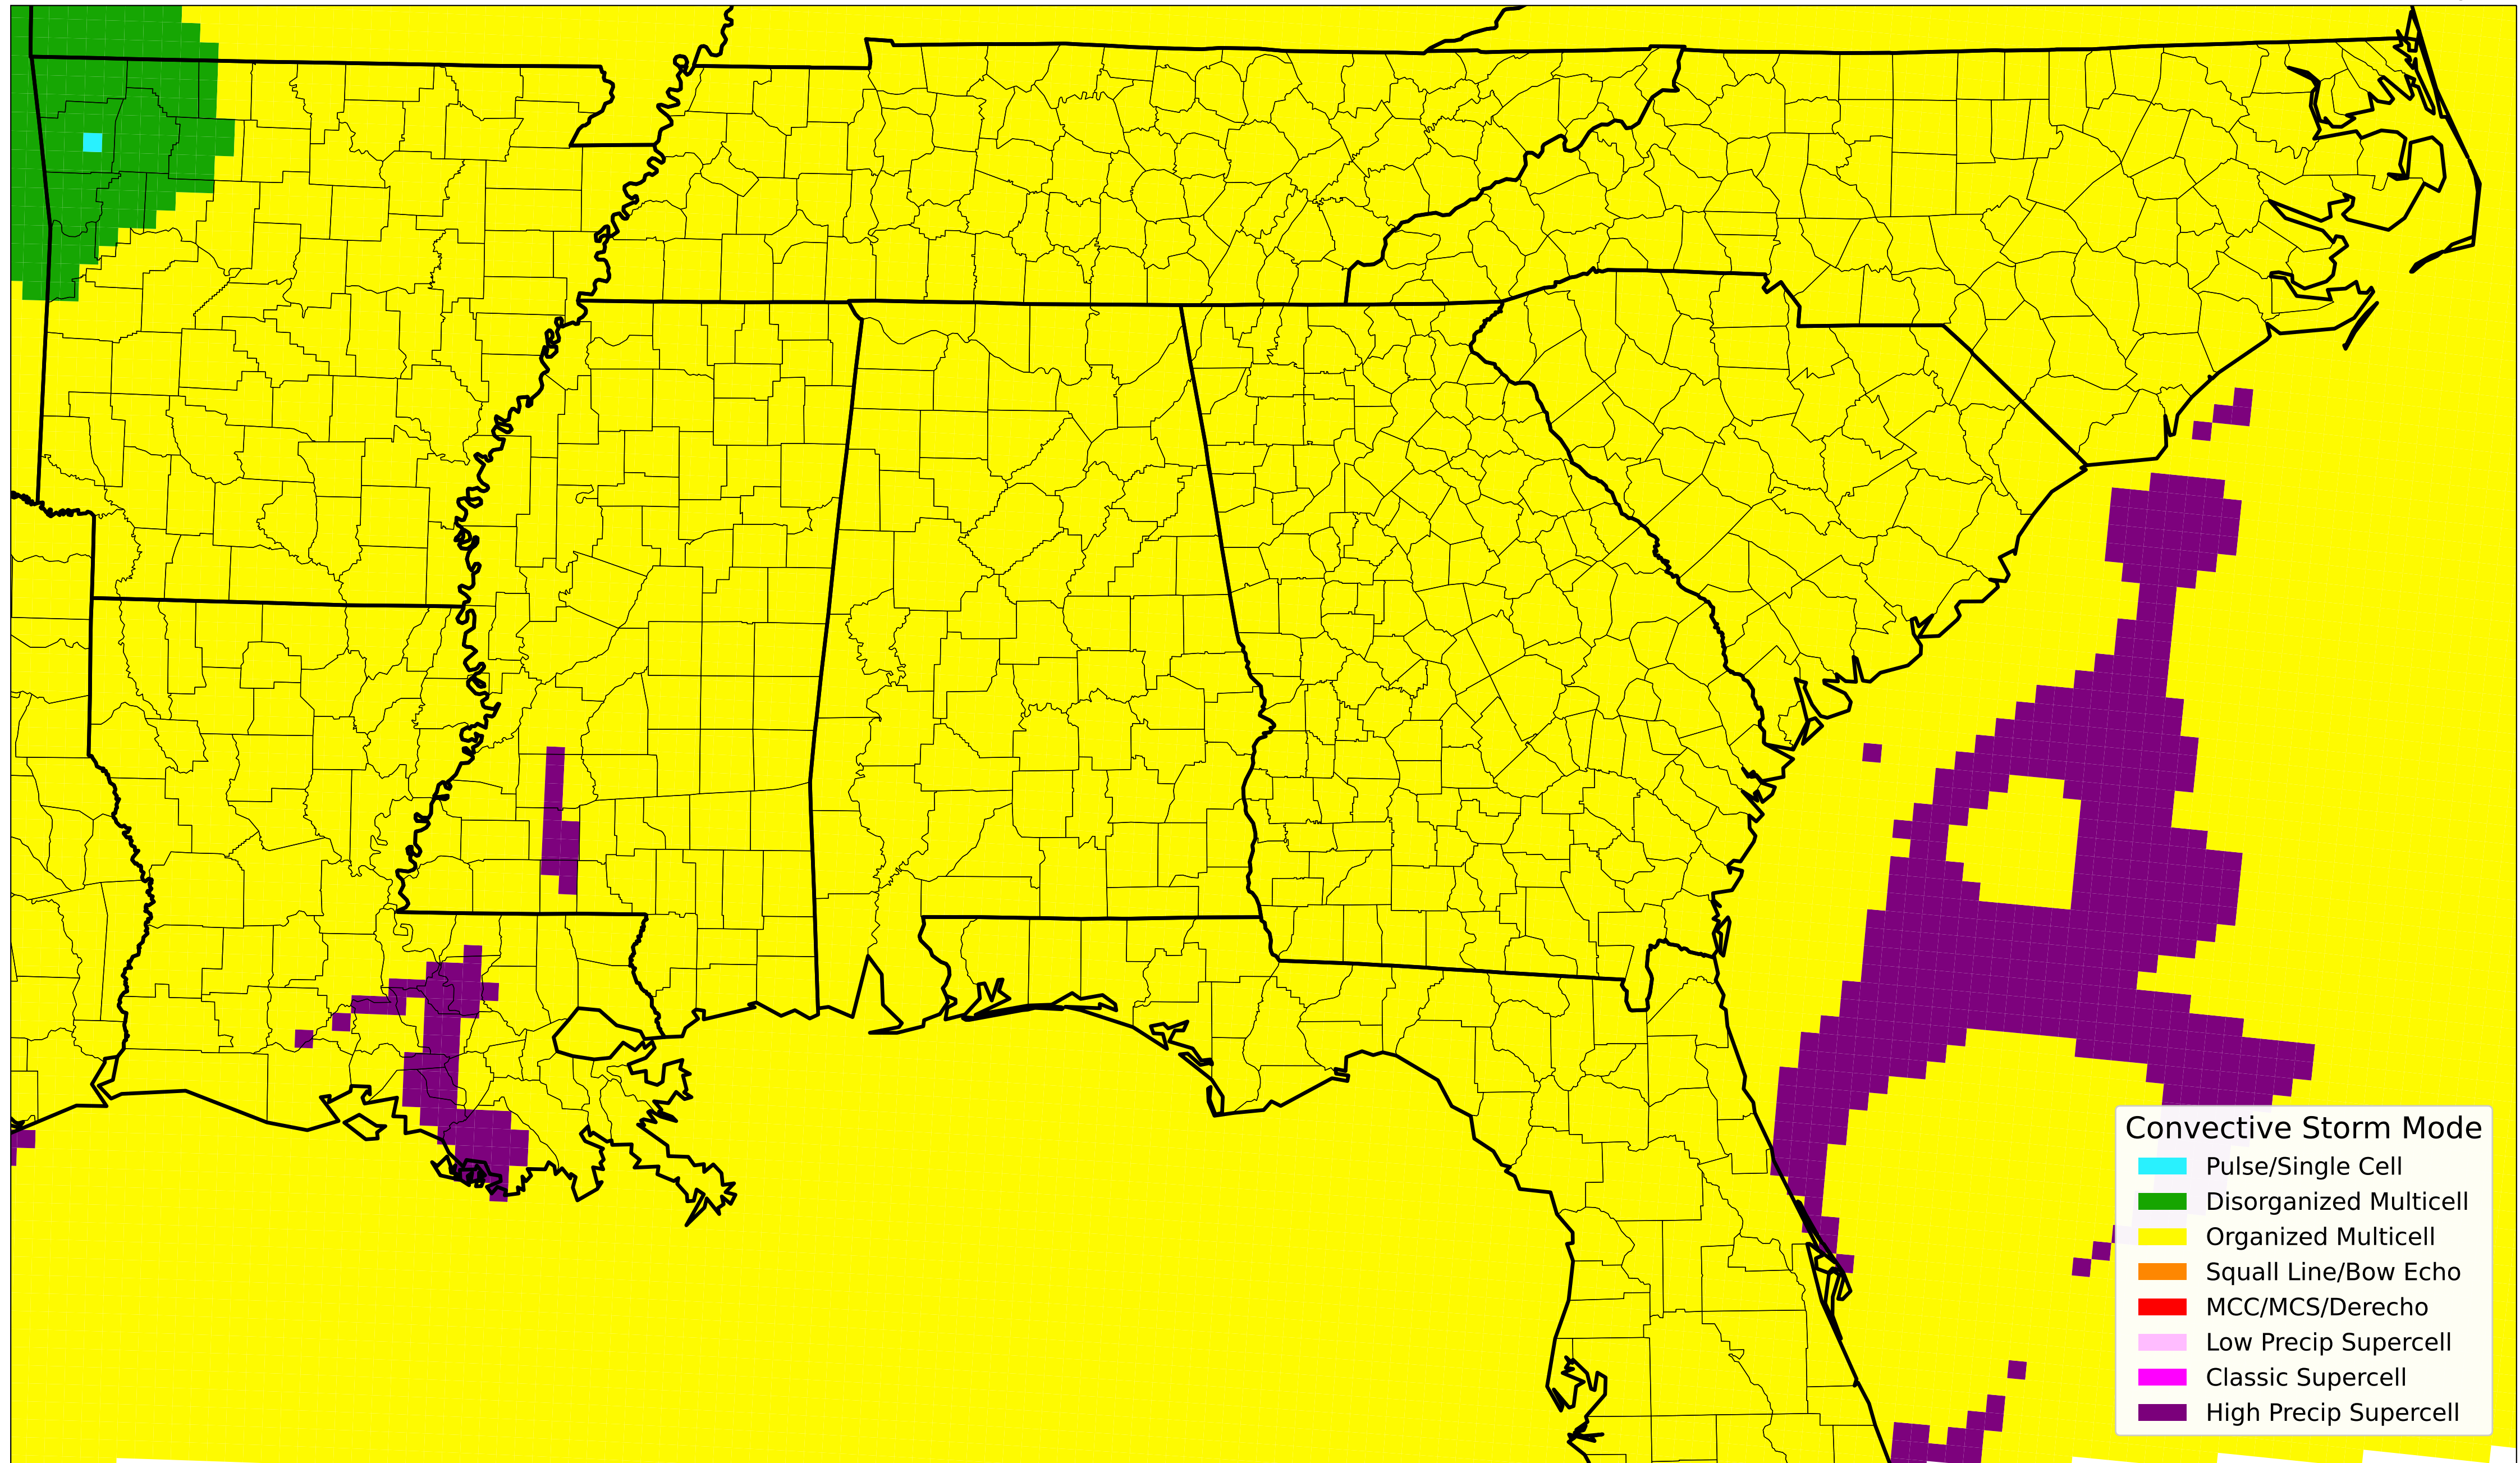 Convective Storm Mode
Pulse/Single Cell
Disorganized Multicell
Organized Multicell
Squall Line/Bow Echo
MCC/MCS/Derecho
Low Precip Supercell
Classic Supercell
High Precip Supercell